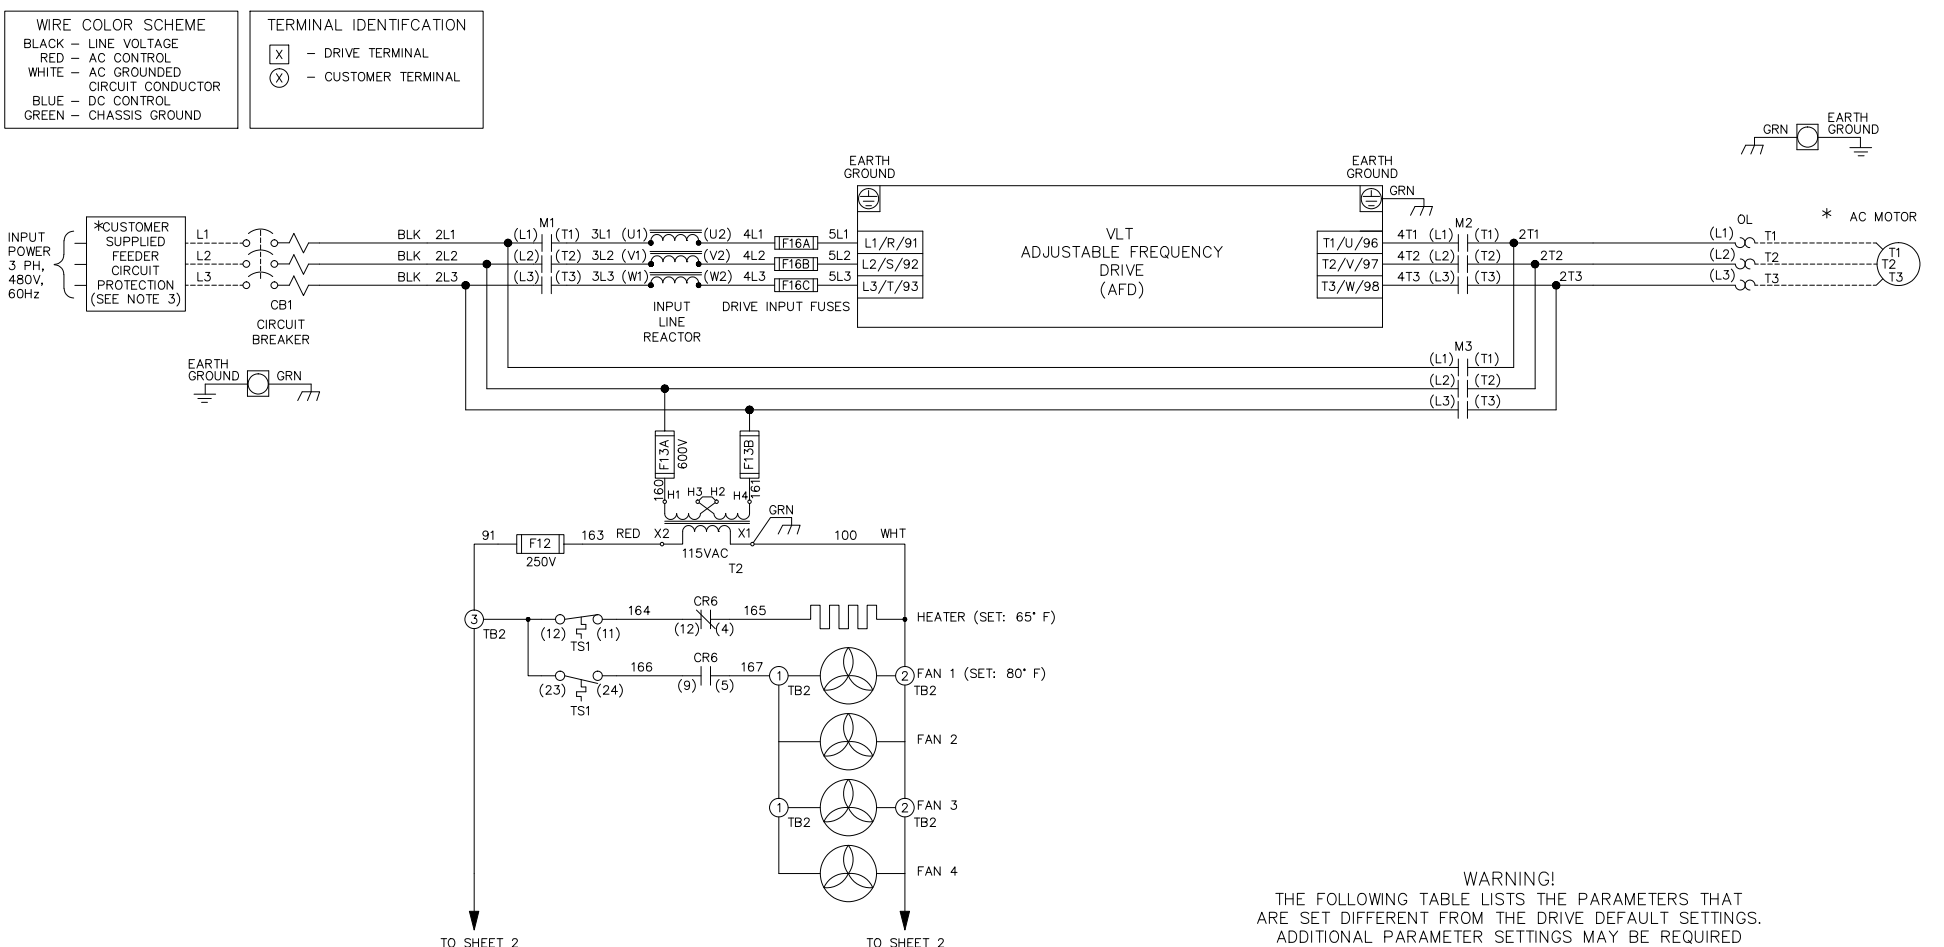 WIRE COLOR SCHEME
BLACK – LINE VOLTAGE
RED – AC CONTROL
WHITE – AC GROUNDED
CIRCUIT CONDUCTOR
BLUE – DC CONTROL
GREEN – CHASSIS GROUND
TERMINAL IDENTIFCATION
X – DRIVE TERMINAL
X – CUSTOMER TERMINAL
GRN
EARTH
GROUND
INPUT
POWER
3 PH,
480V,
60Hz
*CUSTOMER
SUPPLIED
FEEDER
CIRCUIT
PROTECTION
(SEE NOTE 3)
L1
L2
L3
CB1
CIRCUIT
BREAKER
EARTH
GROUND
GRN
M1
BLK 2L1 (L1) (T1) 3L1 (U1) (U2) 4L1 F16A 5L1 L1/R/91
BLK 2L2 (L2) (T2) 3L2 (V1) (V2) 4L2 F16B 5L2 L2/S/92
BLK 2L3 (L3) (T3) 3L3 (W1) (W2) 4L3 F16C 5L3 L3/T/93
INPUT
LINE
REACTOR
DRIVE INPUT FUSES
EARTH
GROUND
VLT
ADJUSTABLE FREQUENCY
DRIVE
(AFD)
EARTH
GROUND
GRN
M2
T1/U/96 4T1 (L1) (T1) 2T1
T2/V/97 4T2 (L2) (T2) 2T2
T3/W/98 4T3 (L3) (T3) 2T3
OL
(L1) T1
(L2) T2
(L3) T3
* AC MOTOR
T1
T2
T3
M3
(L1) (T1)
(L2) (T2)
(L3) (T3)
F13A
600V
F13B
160
161
H1 H3 H2 H4
GRN
91 F12 163 RED X2 X1 100 WHT
250V
115VAC
T2
3
TB2
164 CR6 165
(12) (11) (12) (4)
TS1
HEATER (SET: 65° F)
166 CR6 167
(23) (24) (9) (5)
TS1
1
TB2
2
TB2
FAN 1 (SET: 80° F)
FAN 2
1
TB2
2
TB2
FAN 3
FAN 4
TO SHEET 2
TO SHEET 2
WARNING!
THE FOLLOWING TABLE LISTS THE PARAMETERS THAT
ARE SET DIFFERENT FROM THE DRIVE DEFAULT SETTINGS.
ADDITIONAL PARAMETER SETTINGS MAY BE REQUIRED